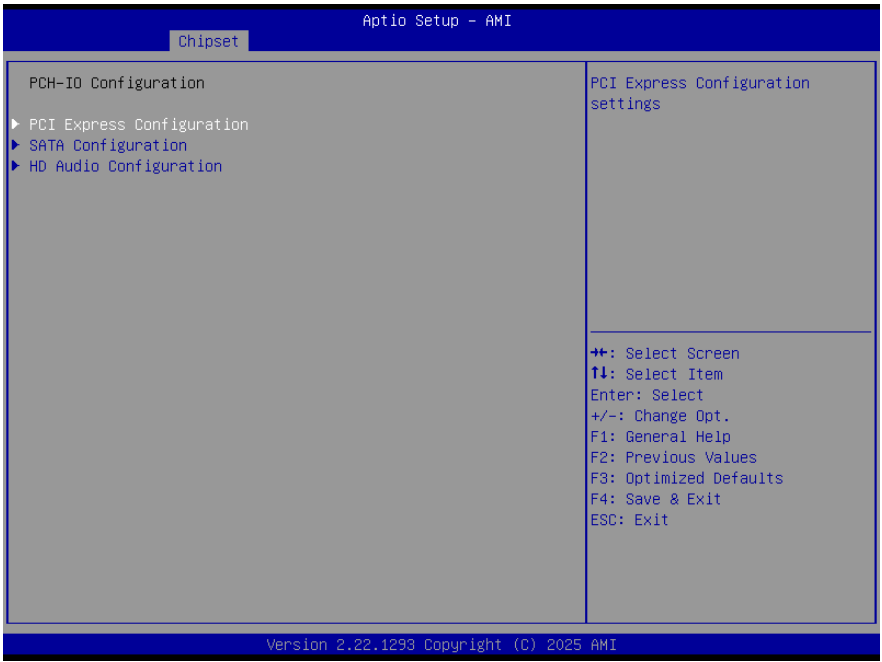 Aptio Setup – AMI
Chipset
PCH-IO Configuration
PCI Express Configuration
SATA Configuration
HD Audio Configuration
PCI Express Configuration
settings
→←: Select Screen
↑↓: Select Item
Enter: Select
+/-: Change Opt.
F1: General Help
F2: Previous Values
F3: Optimized Defaults
F4: Save & Exit
ESC: Exit
Version 2.22.1293 Copyright (C) 2025 AMI